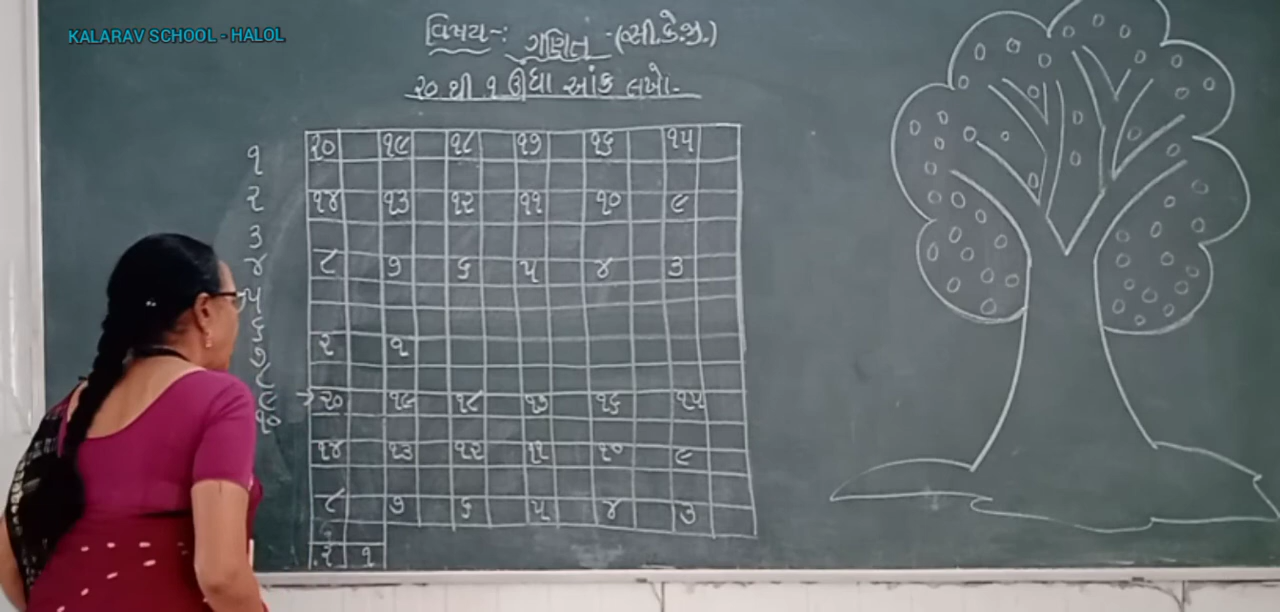 KALARAV SCHOOL - HALOL
વિષય-: ગણિત -(સી.કે.જી.)
૨૦ થી ૧ ઊંધા આંક લખો.-
૧
૨
૩
૪
૫
૬
૭
૮
૯
૧૦
૨૦ ૧૯ ૧૮ ૧૭ ૧૬ ૧૫
૧૪ ૧૩ ૧૨ ૧૧ ૧૦ ૯
૮ ૭ ૬ ૫ ૪ ૩
૨ ૧
→ ૨૦ ૧૯ ૧૮ ૧૭ ૧૬ ૧૫
૧૪ ૧૩ ૧૨ ૧૧ ૧૦ ૯
૮ ૭ ૬ ૫ ૪ ૩
૨ ૧